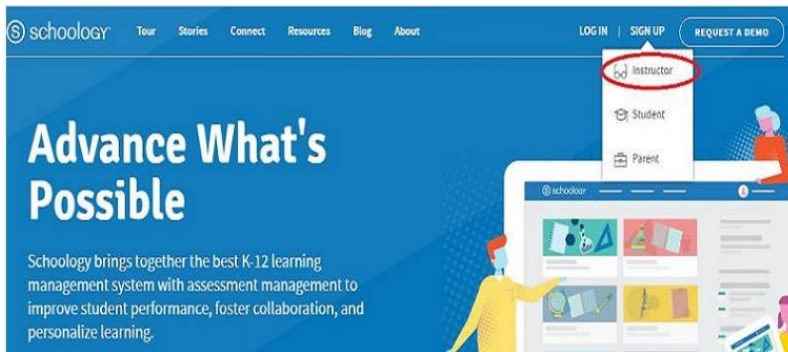 schoology Tour Stories Connect Resources Blog About LOG IN | SIGN UP REQUEST A DEMO
Instructor
Student
Parent
Advance What's
Possible
schoology
Schoology brings together the best K-12 learning
management system with assessment management to
improve student performance, foster collaboration, and
personalize learning.